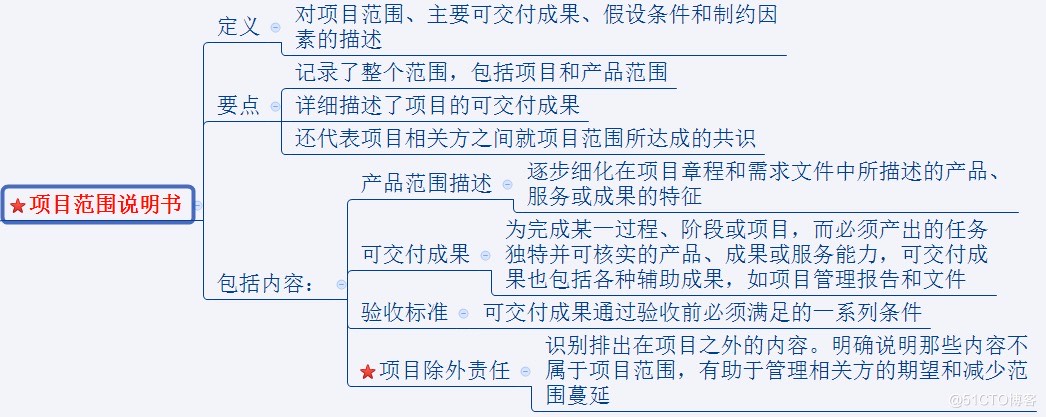 定义
对项目范围、主要可交付成果、假设条件和制约因
素的描述
记录了整个范围，包括项目和产品范围
要点
详细描述了项目的可交付成果
还代表项目相关方之间就项目范围所达成的共识
项目范围说明书
产品范围描述
逐步细化在项目章程和需求文件中所描述的产品、
服务或成果的特征
为完成某一过程、阶段或项目，而必须产出的任务
可交付成果
独特并可核实的产品、成果或服务能力，可交付成
果也包括各种辅助成果，如项目管理报告和文件
包括内容：
验收标准
可交付成果通过验收前必须满足的一系列条件
项目除外责任
识别排出在项目之外的内容。明确说明那些内容不
属于项目范围，有助于管理相关方的期望和减少范
围蔓延
@51CTO博客